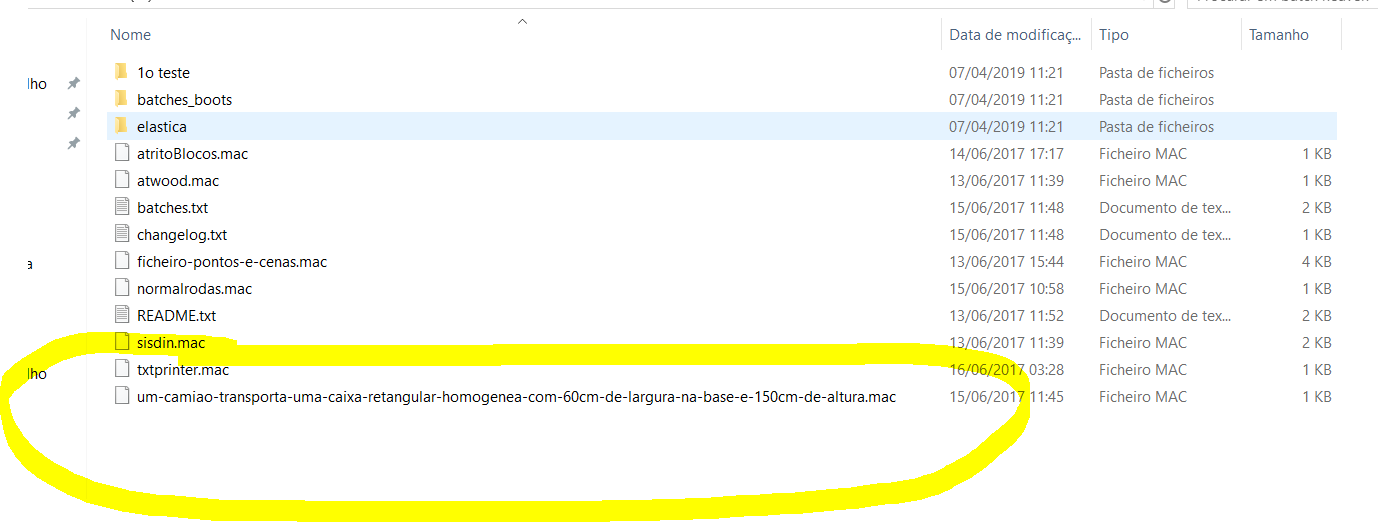 Nome Data de modificaç... Tipo Tamanho
1o teste 07/04/2019 11:21 Pasta de ficheiros
lho batches_boots 07/04/2019 11:21 Pasta de ficheiros
elastica 07/04/2019 11:21 Pasta de ficheiros
atritoBlocos.mac 14/06/2017 17:17 Ficheiro MAC 1 KB
atwood.mac 13/06/2017 11:39 Ficheiro MAC 1 KB
batches.txt 15/06/2017 11:48 Documento de tex... 2 KB
changelog.txt 15/06/2017 11:48 Documento de tex... 1 KB
a ficheiro-pontos-e-cenas.mac 13/06/2017 15:44 Ficheiro MAC 4 KB
normalrodas.mac 15/06/2017 10:58 Ficheiro MAC 1 KB
README.txt 13/06/2017 11:52 Documento de tex... 2 KB
sisdin.mac 13/06/2017 11:39 Ficheiro MAC 2 KB
lho txtprinter.mac 16/06/2017 03:28 Ficheiro MAC 1 KB
um-camiao-transporta-uma-caixa-retangular-homogenea-com-60cm-de-largura-na-base-e-150cm-de-altura.mac 15/06/2017 11:45 Ficheiro MAC 1 KB